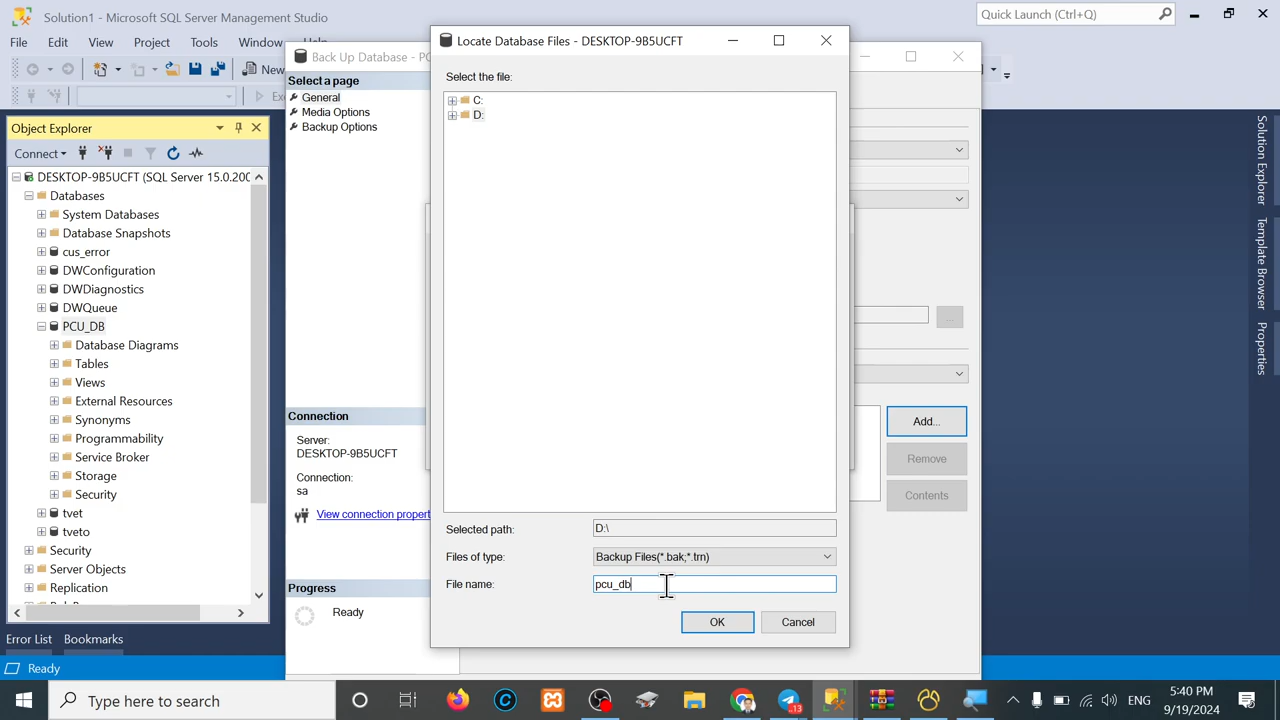 Solution1 - Microsoft SQL Server Management Studio
Quick Launch (Ctrl+Q)
File Edit View Project Tools Window
New
Exe
Object Explorer
Connect
DESKTOP-9B5UCFT (SQL Server 15.0.200
Databases
System Databases
Database Snapshots
cus_error
DWConfiguration
DWDiagnostics
DWQueue
PCU_DB
Database Diagrams
Tables
Views
External Resources
Synonyms
Programmability
Service Broker
Storage
Security
tvet
tveto
Security
Server Objects
Replication
Error List Bookmarks
Ready
Back Up Database - PC
Select a page
General
Media Options
Backup Options
Connection
Server:
DESKTOP-9B5UCFT
Connection:
sa
View connection propert
Progress
Ready
...
Add...
Remove
Contents
Locate Database Files - DESKTOP-9B5UCFT
Select the file:
C:
D:
Selected path: D:\
Files of type: Backup Files(*.bak;*.trn)
File name: pcu_db
OK Cancel
Solution Explorer
Template Browser
Properties
Type here to search
13
ENG
5:40 PM
9/19/2024